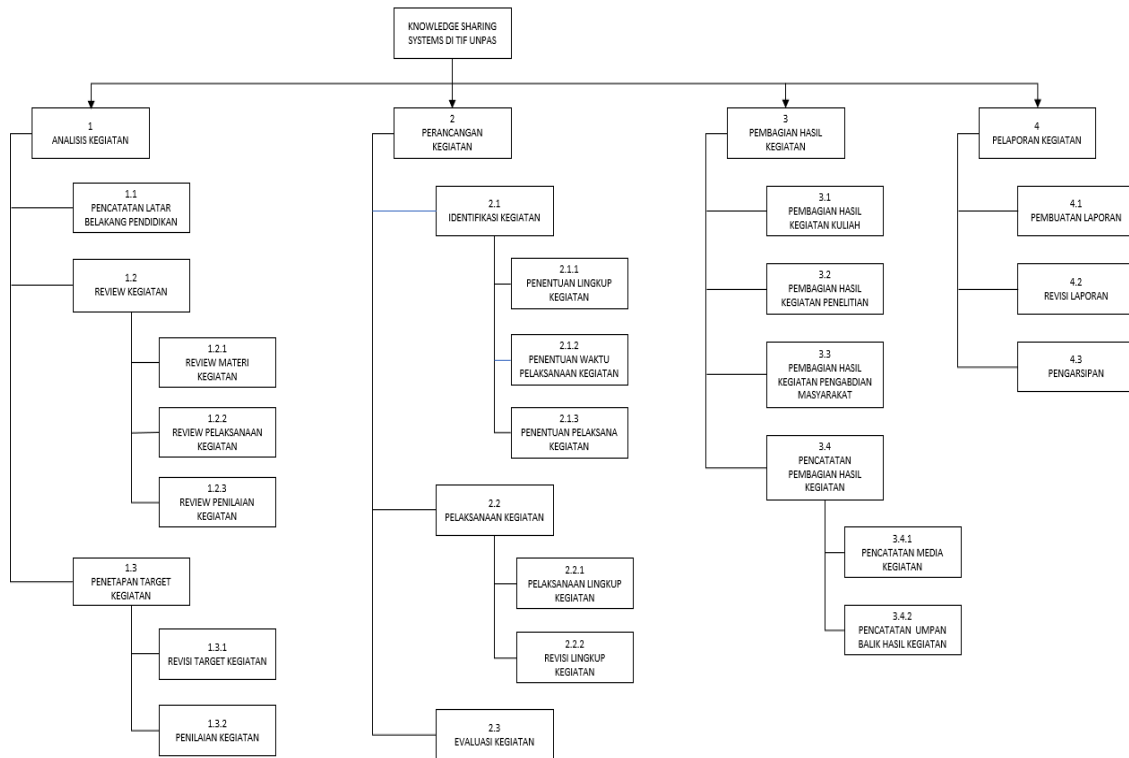 KNOWLEDGE SHARING
SYSTEMS DI TIF UNPAS
1
ANALISIS KEGIATAN
1.1
PENCATATAN LATAR
BELAKANG PENDIDIKAN
1.2
REVIEW KEGIATAN
1.2.1
REVIEW MATERI
KEGIATAN
1.2.2
REVIEW PELAKSANAAN
KEGIATAN
1.2.3
REVIEW PENILAIAN
KEGIATAN
1.3
PENETAPAN TARGET
KEGIATAN
1.3.1
REVISI TARGET KEGIATAN
1.3.2
PENILAIAN KEGIATAN
2
PERANCANGAN
KEGIATAN
2.1
IDENTIFIKASI KEGIATAN
2.1.1
PENENTUAN LINGKUP
KEGIATAN
2.1.2
PENENTUAN WAKTU
PELAKSANAAN KEGIATAN
2.1.3
PENENTUAN PELAKSANA
KEGIATAN
2.2
PELAKSANAAN KEGIATAN
2.2.1
PELAKSANAAN LINGKUP
KEGIATAN
2.2.2
REVISI LINGKUP
KEGIATAN
2.3
EVALUASI KEGIATAN
3
PEMBAGIAN HASIL
KEGIATAN
3.1
PEMBAGIAN HASIL
KEGIATAN KULIAH
3.2
PEMBAGIAN HASIL
KEGIATAN PENELITIAN
3.3
PEMBAGIAN HASIL
KEGIATAN PENGABDIAN
MASYARAKAT
3.4
PENCATATAN
PEMBAGIAN HASIL
KEGIATAN
3.4.1
PENCATATAN MEDIA
KEGIATAN
3.4.2
PENCATATAN UMPAN
BALIK HASIL KEGIATAN
4
PELAPORAN KEGIATAN
4.1
PEMBUATAN LAPORAN
4.2
REVISI LAPORAN
4.3
PENGARSIPAN